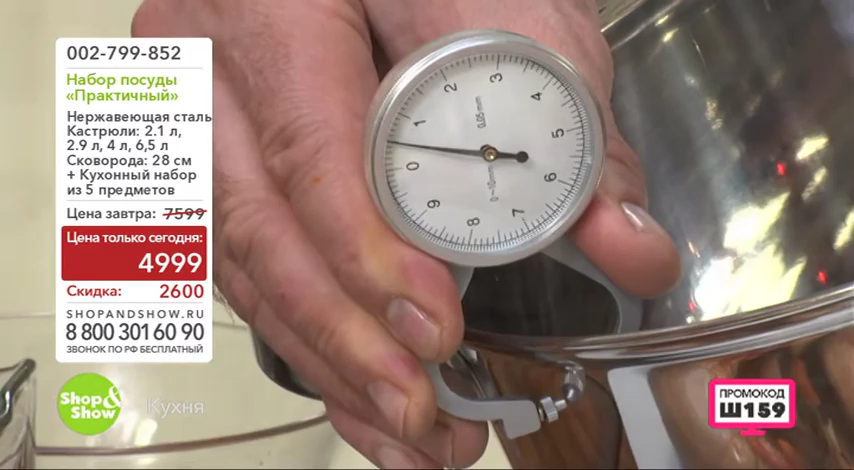 002-799-852
Набор посуды
«Практичный»
Нержавеющая сталь
Кастрюли: 2.1 л,
2.9 л, 4 л, 6,5 л
Сковорода: 28 см
+ Кухонный набор
из 5 предметов
Цена завтра: 7599
Цена только сегодня:
4999
Скидка: 2600
SHOPANDSHOW.RU
8 800 301 60 90
ЗВОНОК ПО РФ БЕСПЛАТНЫЙ
Shop&
Show
Кухня
0
1
2
3
4
5
6
7
8
9
0,05 mm
0~10mm
ПРОМОКОД
Ш159